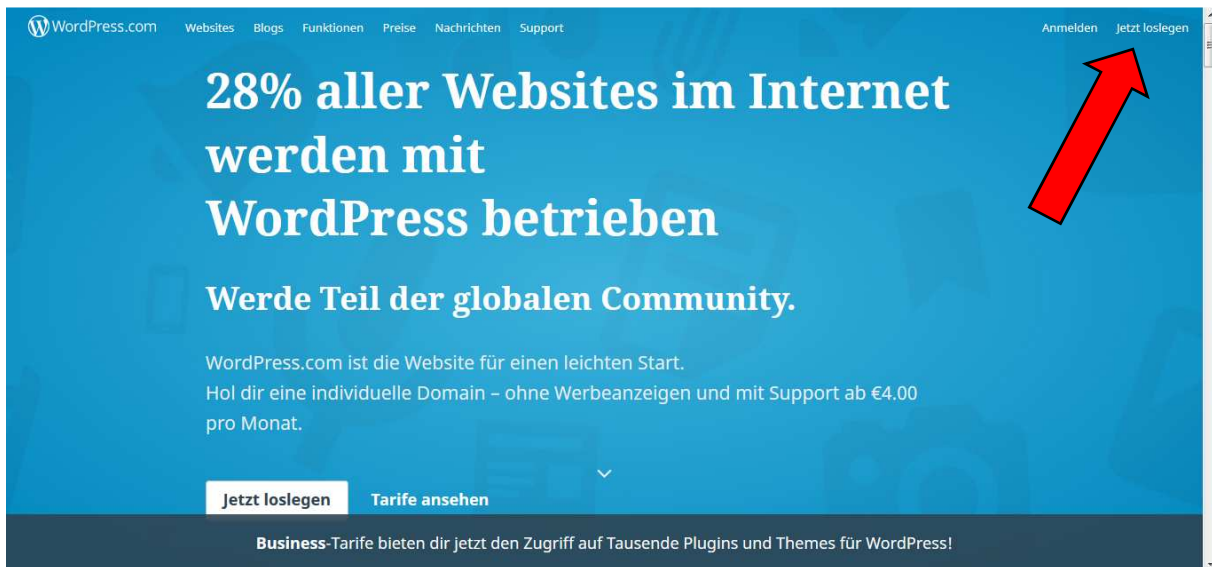 WordPress.com Websites Blogs Funktionen Preise Nachrichten Support Anmelden Jetzt loslegen
28% aller Websites im Internet
werden mit
WordPress betrieben
Werde Teil der globalen Community.
WordPress.com ist die Website für einen leichten Start.
Hol dir eine individuelle Domain – ohne Werbeanzeigen und mit Support ab €4.00
pro Monat.
Jetzt loslegen Tarife ansehen
Business-Tarife bieten dir jetzt den Zugriff auf Tausende Plugins und Themes für WordPress!